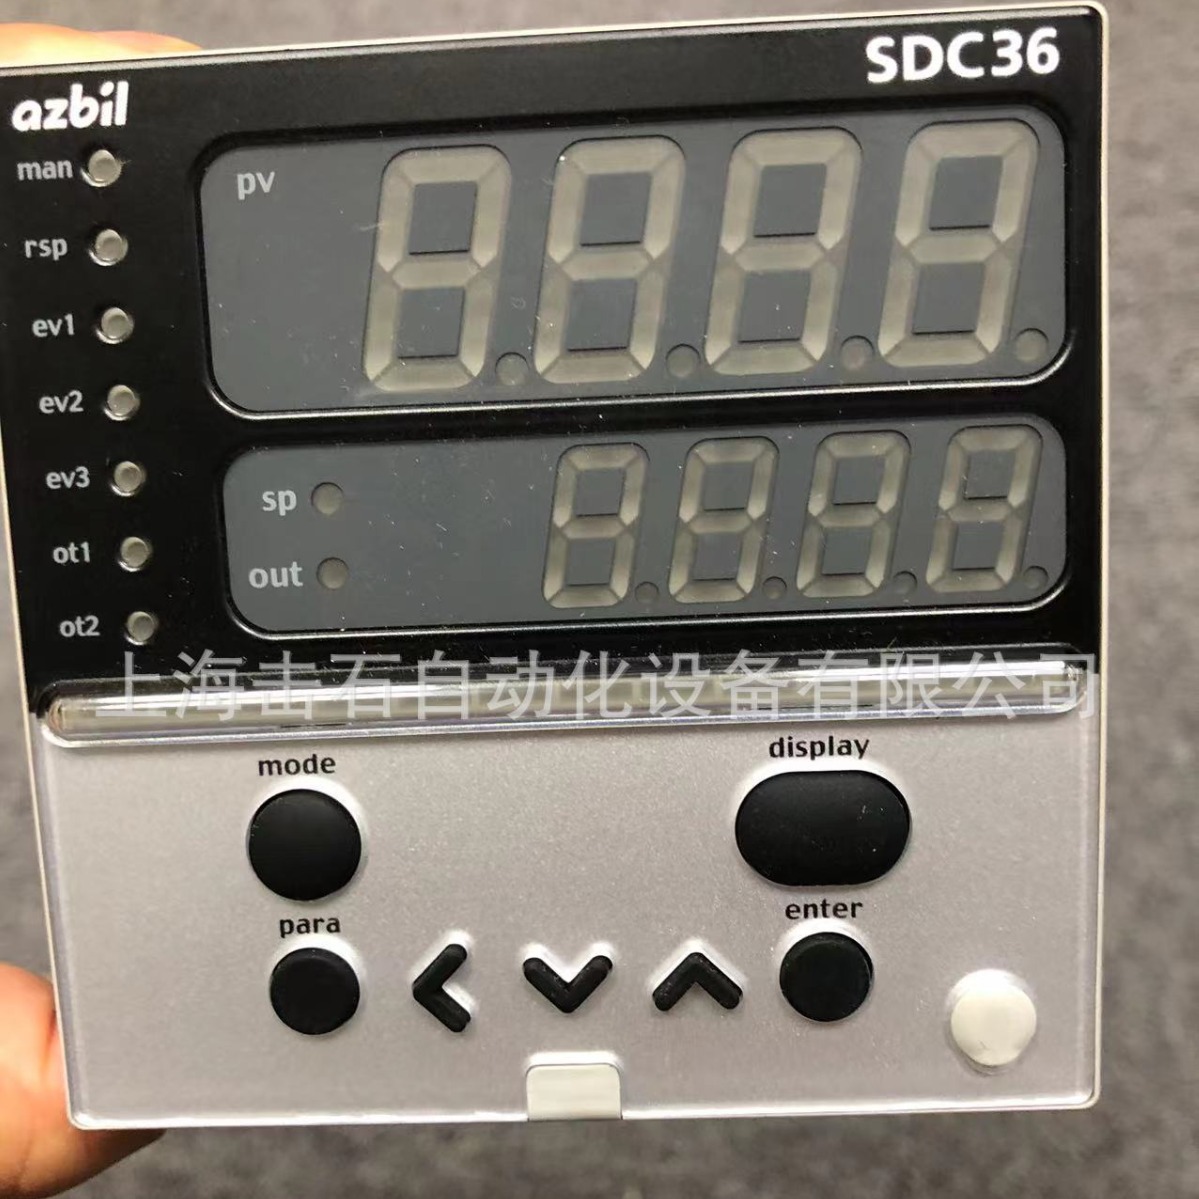 SDC36
azbil
man
rsp
ev1
ev2
ev3
ot1
ot2
pv
sp
out
上海击石自动化设备有限公司
mode
display
para
enter